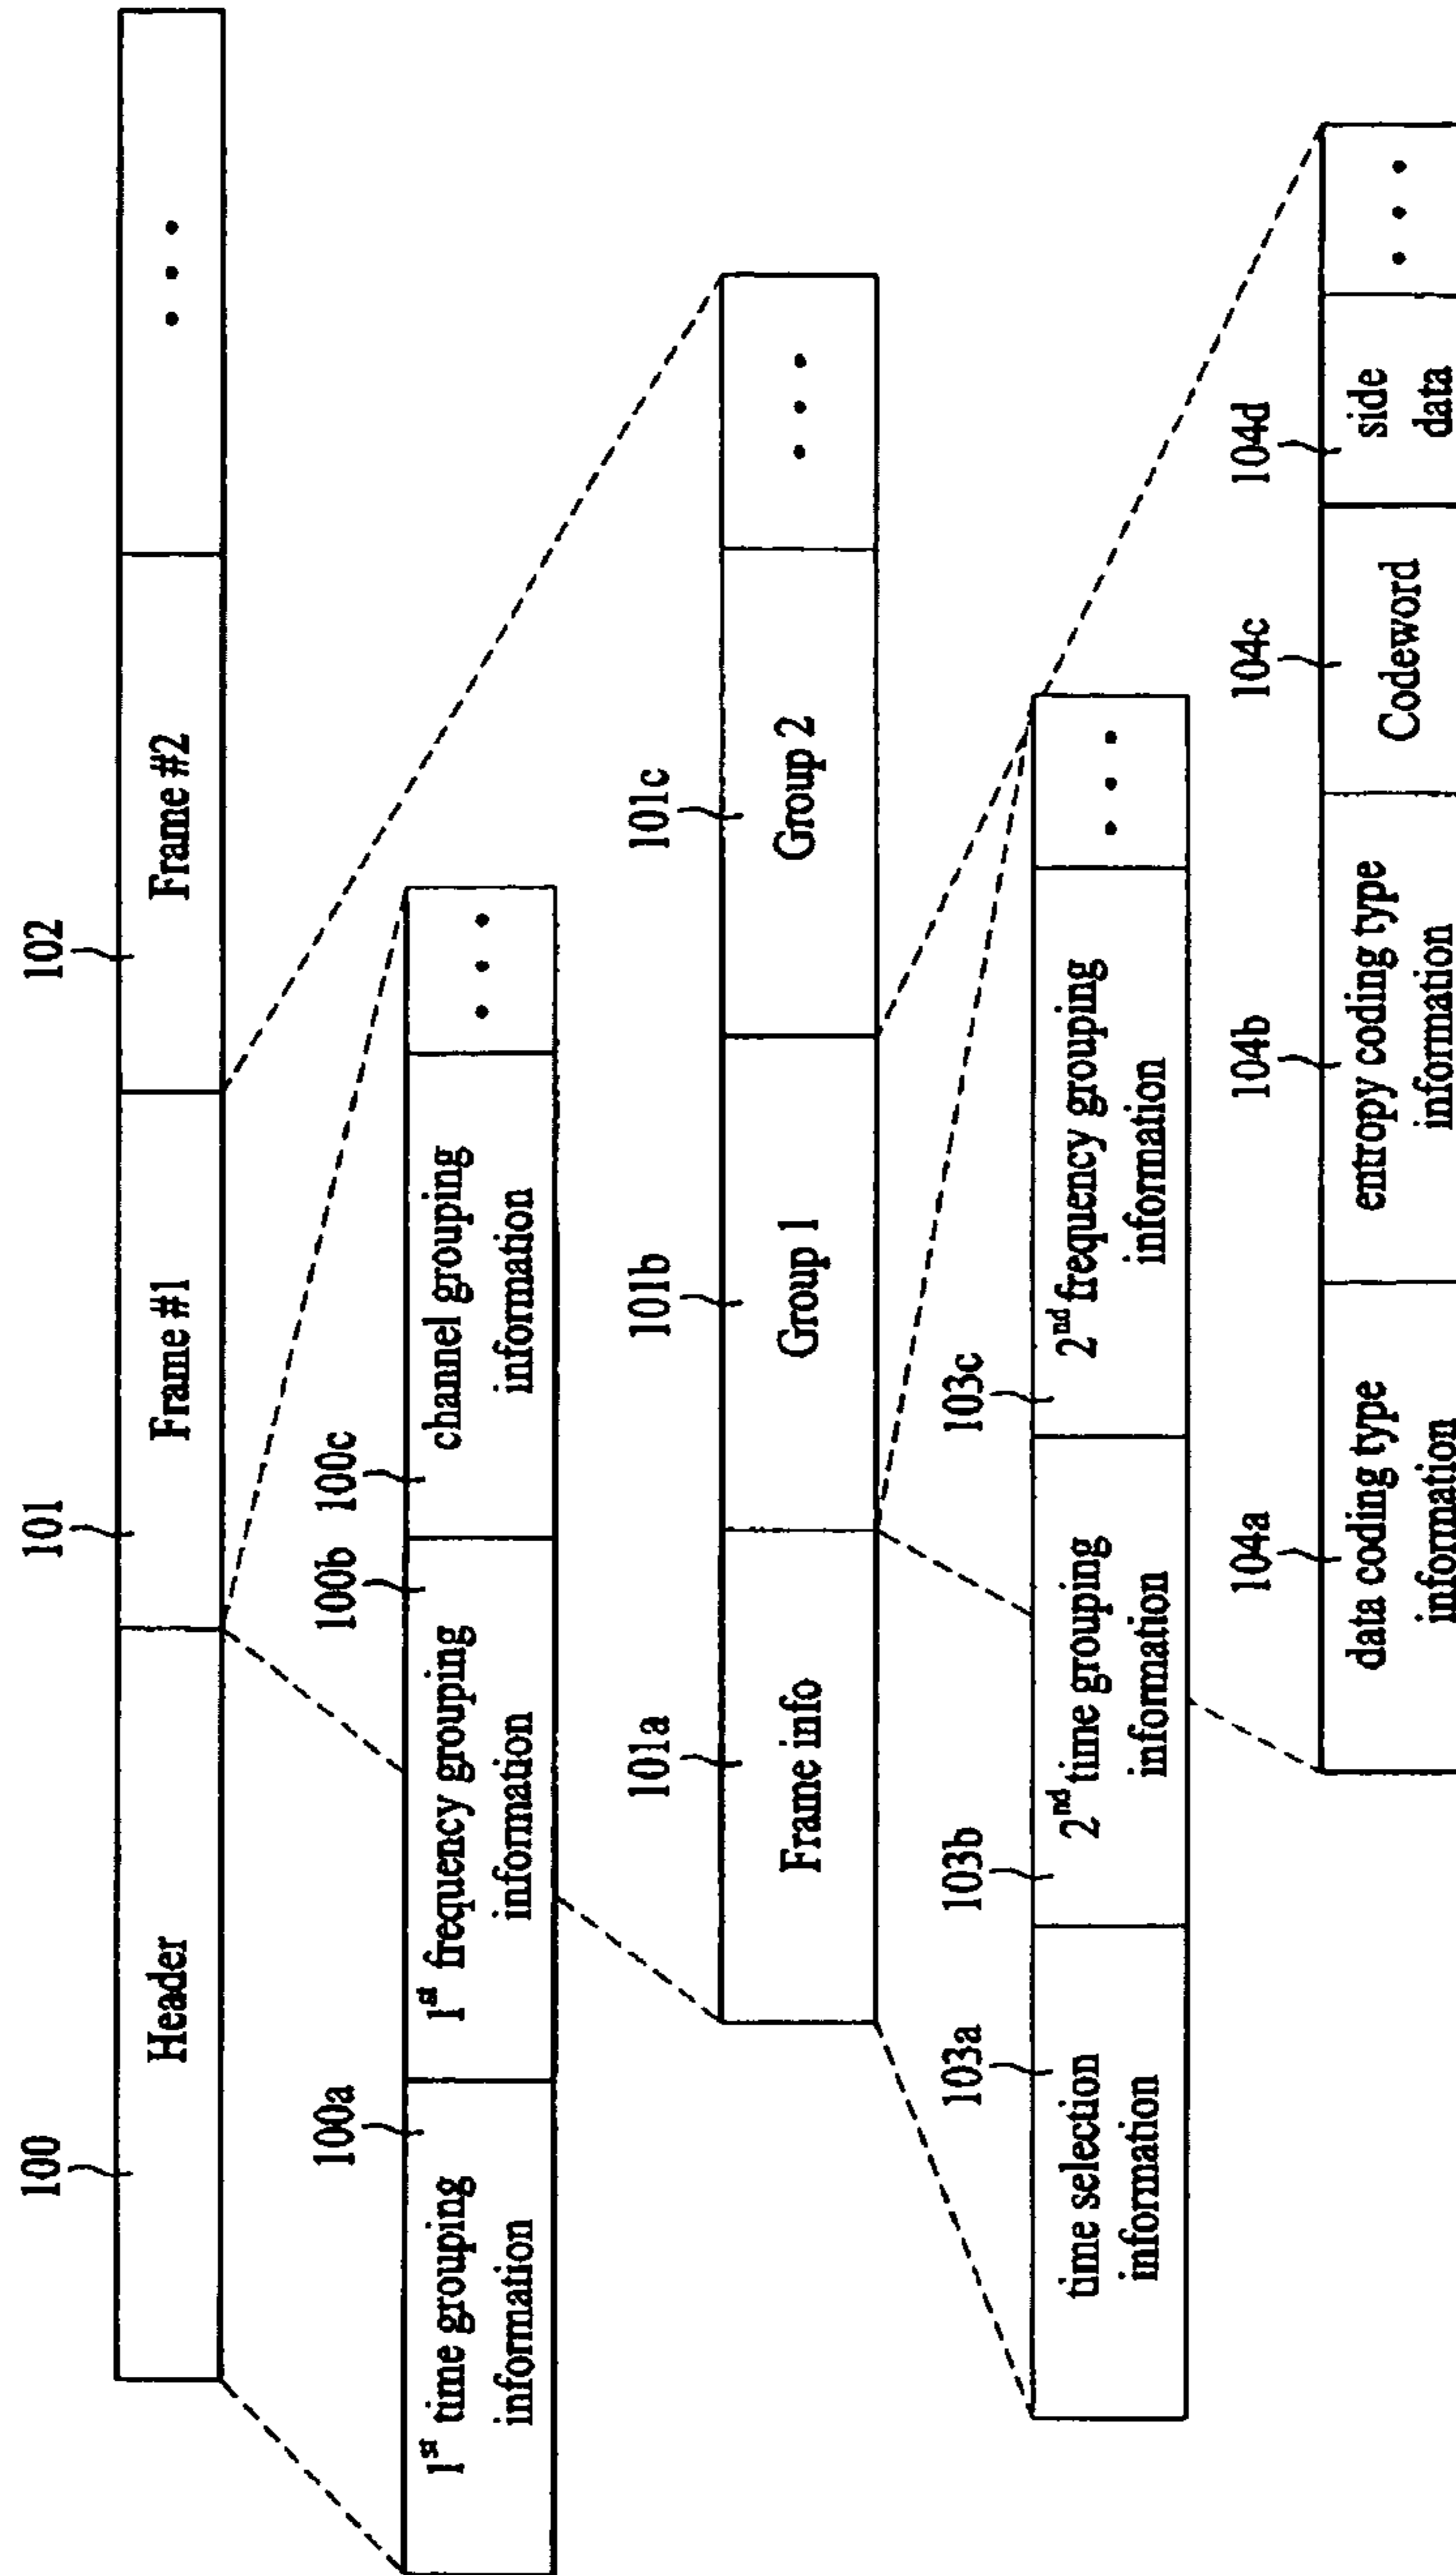 100
101
102
Header
Frame #1
Frame #2
• • •
100a
100b
100c
1st time grouping
information
1st frequency grouping
information
channel grouping
information
• • •
101a
101b
101c
Frame info
Group 1
Group 2
• • •
103a
103b
103c
time selection
information
2nd time grouping
information
2nd frequency grouping
information
• • •
104a
104b
104c
104d
data coding type
information
entropy coding type
information
Codeword
side
data
• • •